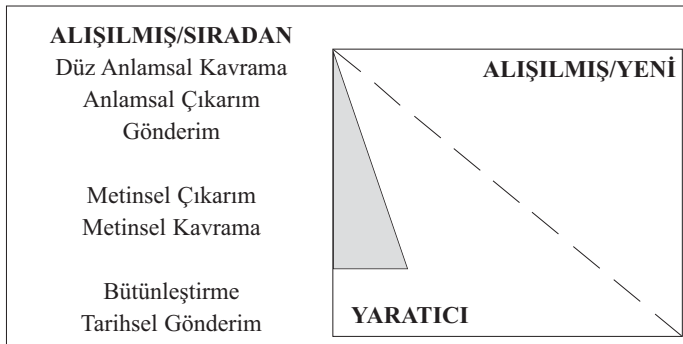 ALIŞILMIŞ/SIRADAN
Düz Anlamsal Kavrama
Anlamsal Çıkarım
Gönderim
Metinsel Çıkarım
Metinsel Kavrama
Bütünleştirme
Tarihsel Gönderim
ALIŞILMIŞ/YENİ
YARATICI